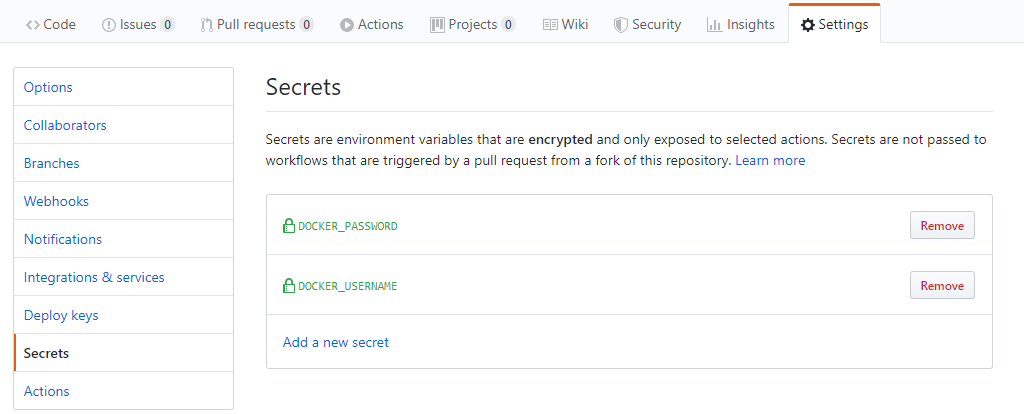 Code Issues 0 Pull requests 0 Actions Projects 0 Wiki Security Insights Settings
Options
Collaborators
Branches
Webhooks
Notifications
Integrations & services
Deploy keys
Secrets
Actions
Secrets
Secrets are environment variables that are encrypted and only exposed to selected actions. Secrets are not passed to
workflows that are triggered by a pull request from a fork of this repository. Learn more
DOCKER_PASSWORD Remove
DOCKER_USERNAME Remove
Add a new secret